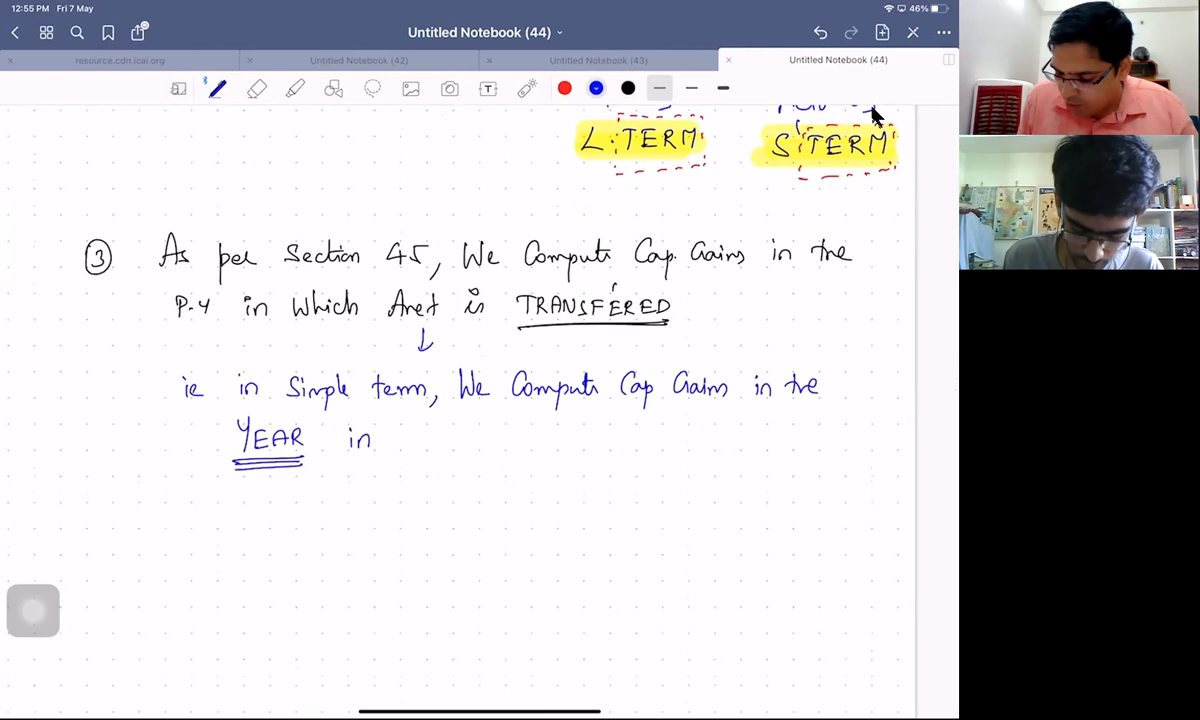 12:55 PM Fri 7 May
46%
Untitled Notebook (44)
resource.cdn.icai.org
Untitled Notebook (42)
Untitled Notebook (43)
Untitled Notebook (44)
L.TERM
S.TERM
③ As per Section 45, We Compute Cap. Gains in the
P.Y in which Asset is TRANSFERED
ie in Simple term, We Compute Cap Gains in the
YEAR in